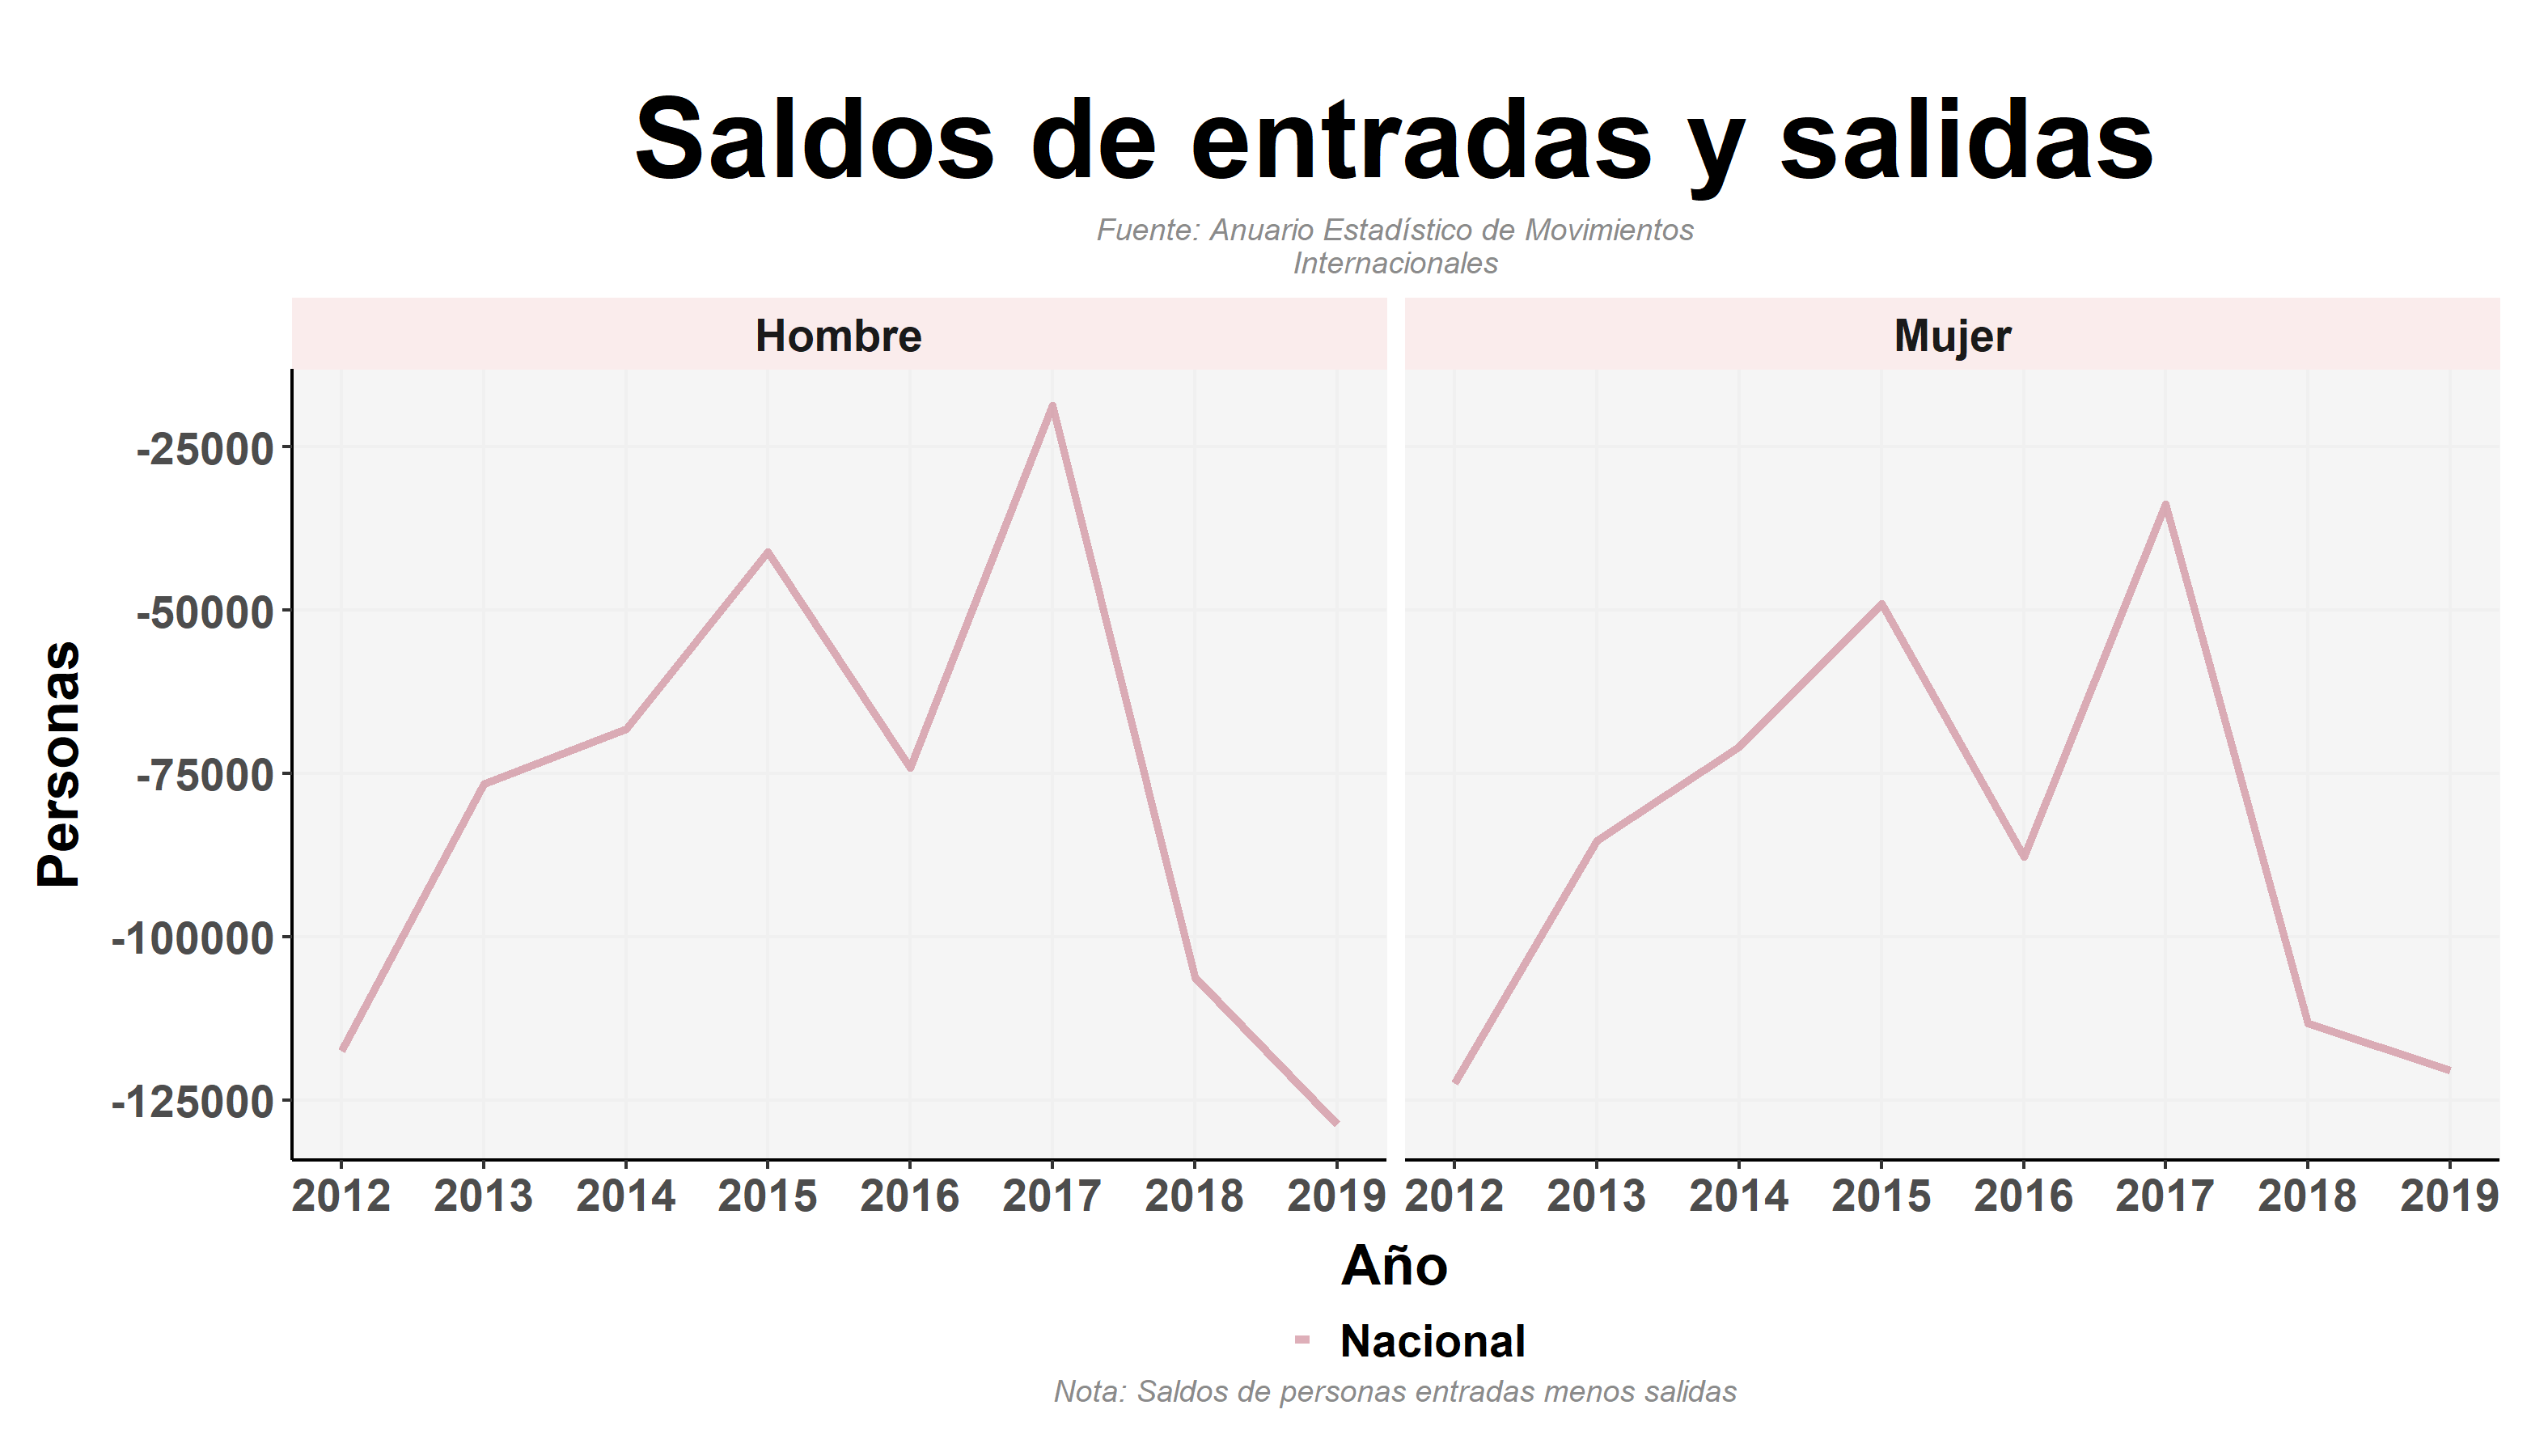 Saldos de entradas y salidas
Fuente: Anuario Estadístico de Movimientos
Internacionales
Hombre
Mujer
Personas
-25000
-50000
-75000
-100000
-125000
2012 2013 2014 2015 2016 2017 2018 2019
2012 2013 2014 2015 2016 2017 2018 2019
Año
Nacional
Nota: Saldos de personas entradas menos salidas